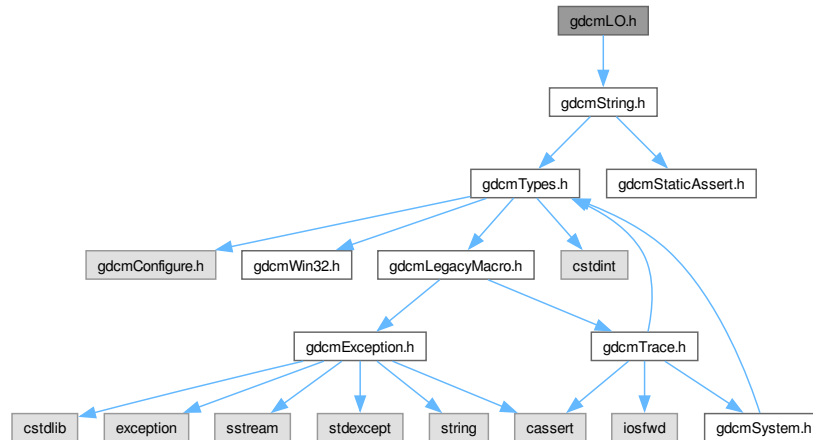 gdcmLO.h
gdcmString.h
gdcmTypes.h
gdcmStaticAssert.h
gdcmConfigure.h
gdcmWin32.h
gdcmLegacyMacro.h
cstdint
gdcmException.h
gdcmTrace.h
cstdlib
exception
sstream
stdexcept
string
cassert
iosfwd
gdcmSystem.h